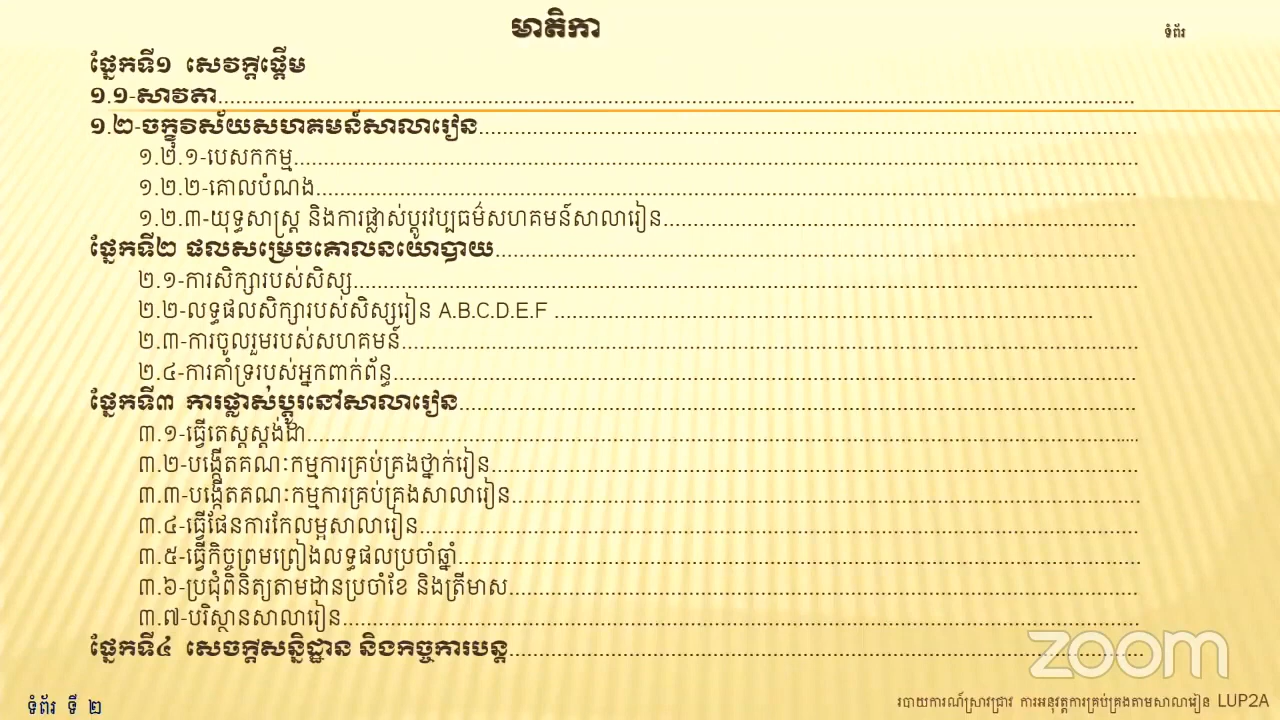 មាតិកា
ទំព័រ
ផ្នែកទី១ សេវក្តីផ្តើម
១.១-សាវតា
១.២-ចក្ខុវិស័យសហគមន៍សាលារៀន
១.២.១-បេសកកម្ម
១.២.២-គោលបំណង
១.២.៣-យុទ្ធសាស្ត្រ និងការផ្លាស់ប្តូរវប្បធម៌សហគមន៍សាលារៀន
ផ្នែកទី២ ផលសម្រេចគោលនយោបាយ
២.១-ការសិក្សារបស់សិស្ស
២.២-លទ្ធផលសិក្សារបស់សិស្សរៀន A.B.C.D.E.F
២.៣-ការចូលរួមរបស់សហគមន៍
២.៤-ការគាំទ្ររបស់អ្នកពាក់ព័ន្ធ
ផ្នែកទី៣ ការផ្លាស់ប្តូរនៅសាលារៀន
៣.១-ធ្វើតេស្តស្តង់ដា
៣.២-បង្កើតគណៈកម្មការគ្រប់គ្រងថ្នាក់រៀន
៣.៣-បង្កើតគណៈកម្មការគ្រប់គ្រងសាលារៀន
៣.៤-ធ្វើផែនការកែលម្អសាលារៀន
៣.៥-ធ្វើកិច្ចព្រមព្រៀងលទ្ធផលប្រចាំឆ្នាំ
៣.៦-ប្រជុំពិនិត្យតាមដានប្រចាំខែ និងត្រីមាស
៣.៧-បរិស្ថានសាលារៀន
ផ្នែកទី៤ សេចក្តីសន្និដ្ឋាន និងកិច្ចការបន្ត
zoom
ទំព័រ ទី ២
របាយការណ៍ស្រាវជ្រាវ ការអនុវត្តការគ្រប់គ្រងតាមសាលារៀន LUP2A